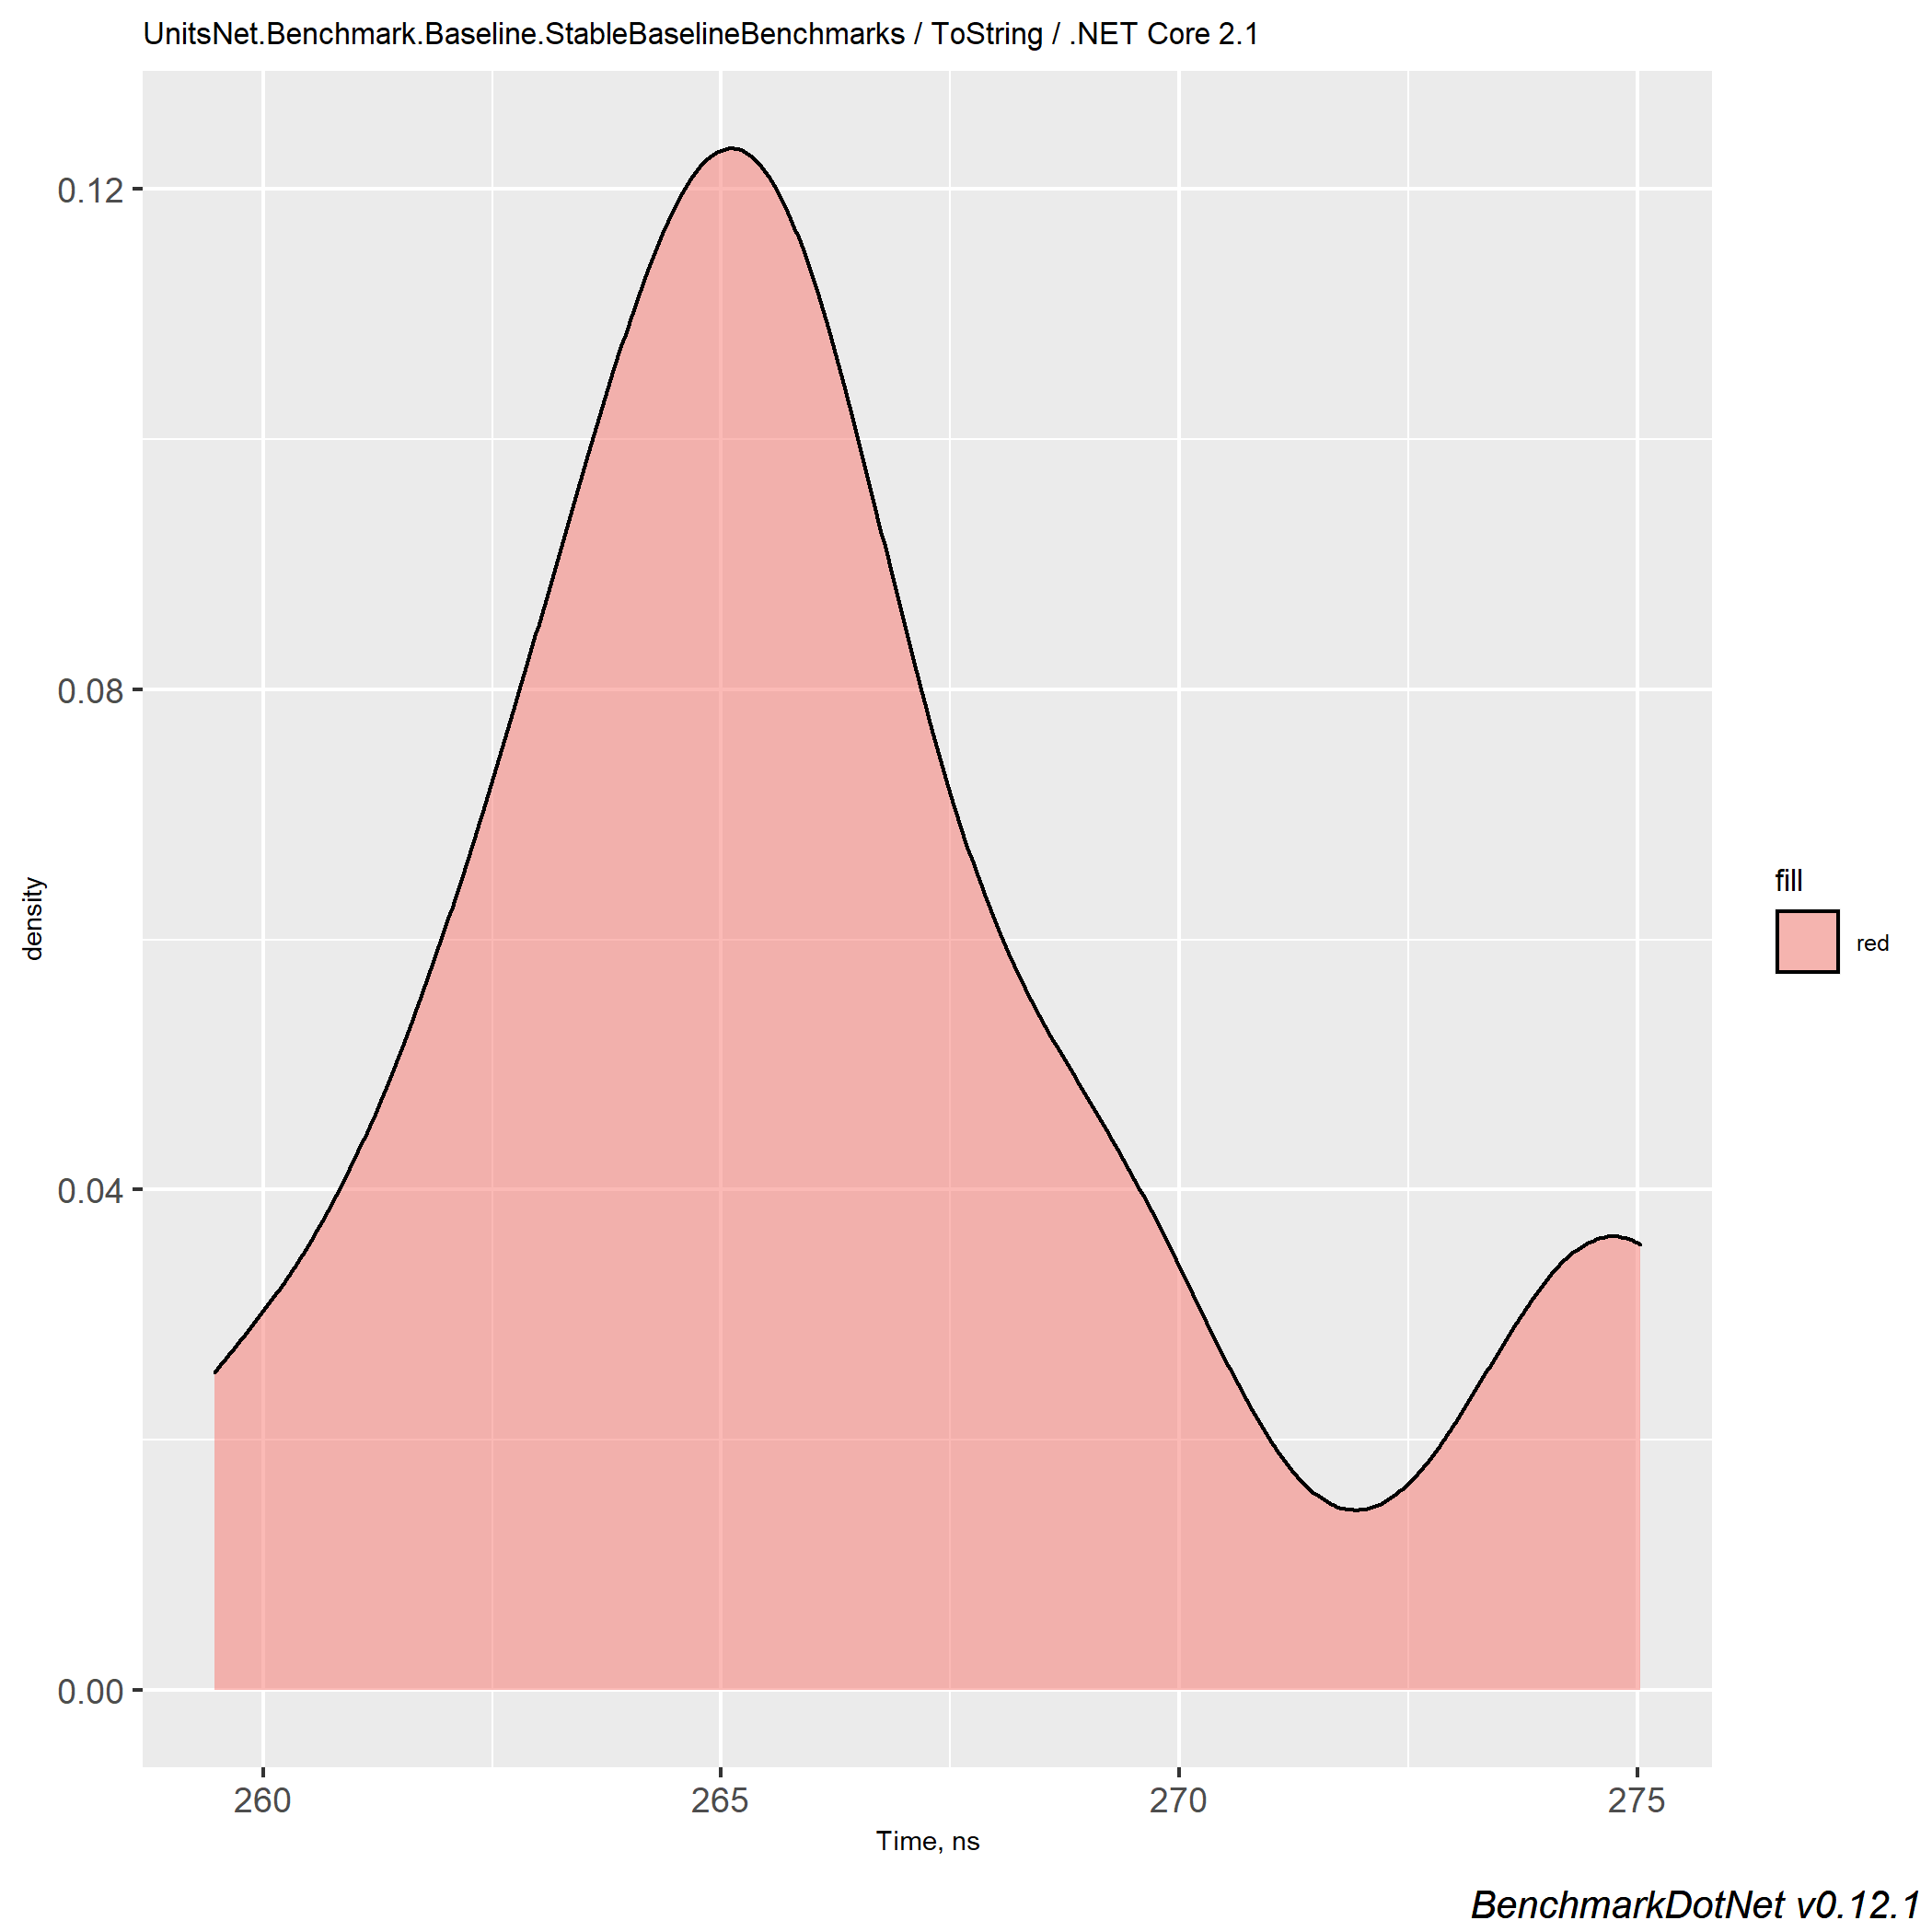 UnitsNet.Benchmark.Baseline.StableBaselineBenchmarks / ToString / .NET Core 2.1
0.12
0.08
0.04
0.00
density
260 265 270 275
Time, ns
fill
red
BenchmarkDotNet v0.12.1